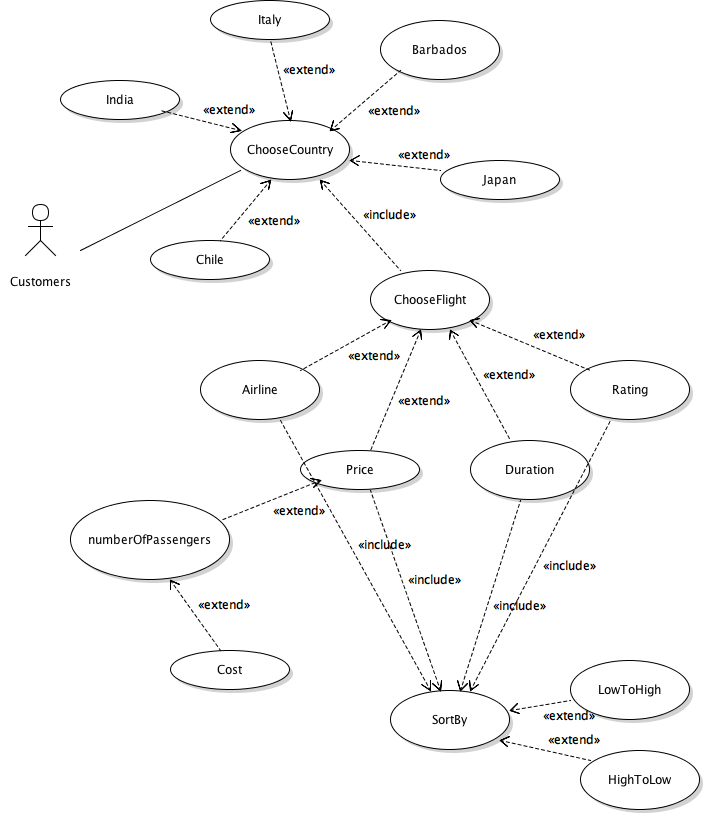 Italy
Barbados
«extend»
India
«extend»
«extend»
ChooseCountry
«extend»
Japan
«extend»
«include»
Customers
Chile
ChooseFlight
«extend»
«extend»
«extend»
Airline
«extend»
Rating
Price
Duration
numberOfPassengers
«extend»
«include»
«include»
«include»
«include»
«extend»
Cost
LowToHigh
SortBy
«extend»
«extend»
HighToLow